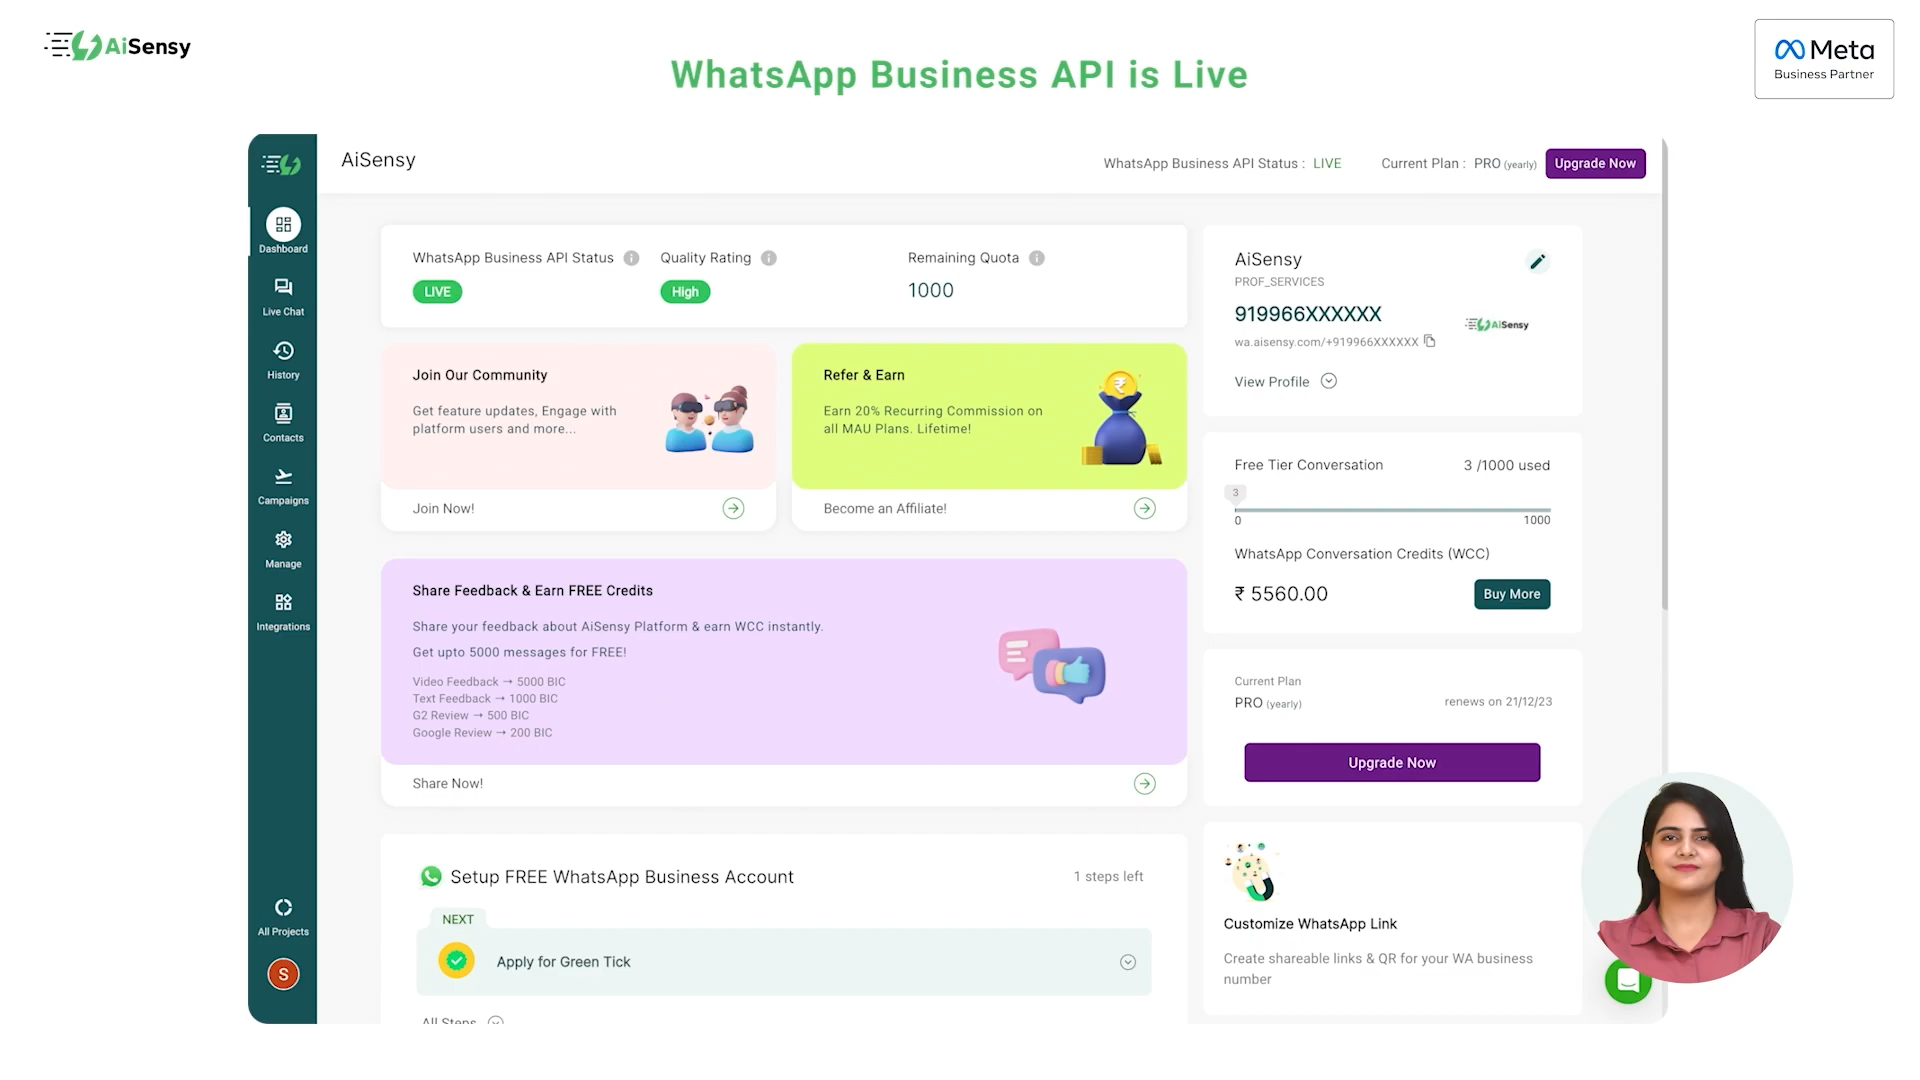 AiSensy
WhatsApp Business API is Live
Meta
Business Partner
AiSensy
WhatsApp Business API Status : LIVE
Current Plan : PRO (yearly)
Upgrade Now
Dashboard
Live Chat
History
Contacts
Campaigns
Manage
Integrations
All Projects
S
WhatsApp Business API Status
LIVE
Quality Rating
High
Remaining Quota
1000
Join Our Community
Get feature updates, Engage with
platform users and more...
Join Now!
Refer & Earn
Earn 20% Recurring Commission on
all MAU Plans. Lifetime!
Become an Affiliate!
Share Feedback & Earn FREE Credits
Share your feedback about AiSensy Platform & earn WCC instantly.
Get upto 5000 messages for FREE!
Video Feedback → 5000 BIC
Text Feedback → 1000 BIC
G2 Review → 500 BIC
Google Review → 200 BIC
Share Now!
Setup FREE WhatsApp Business Account
1 steps left
NEXT
Apply for Green Tick
All Steps
AiSensy
PROF_SERVICES
919966XXXXXX
wa.aisensy.com/+919966XXXXXX
AiSensy
View Profile
Free Tier Conversation
3 /1000 used
3
0
1000
WhatsApp Conversation Credits (WCC)
₹ 5560.00
Buy More
Current Plan
PRO (yearly)
renews on 21/12/23
Upgrade Now
Customize WhatsApp Link
Create shareable links & QR for your WA business
number